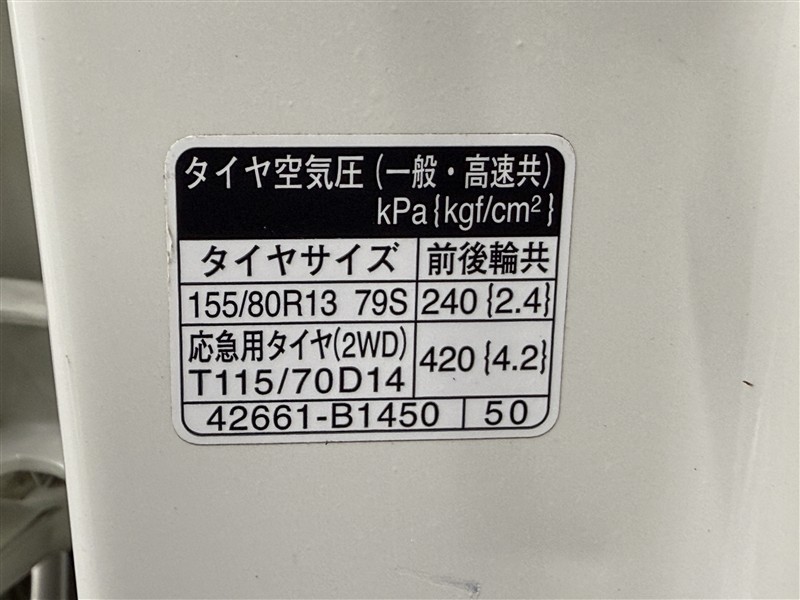 タイヤ空気圧(一般・高速共)
kPa{kgf/cm²}
タイヤサイズ 前後輪共
155/80R13 79S 240{2.4}
応急用タイヤ(2WD)
T115/70D14 420{4.2}
42661-B1450 50